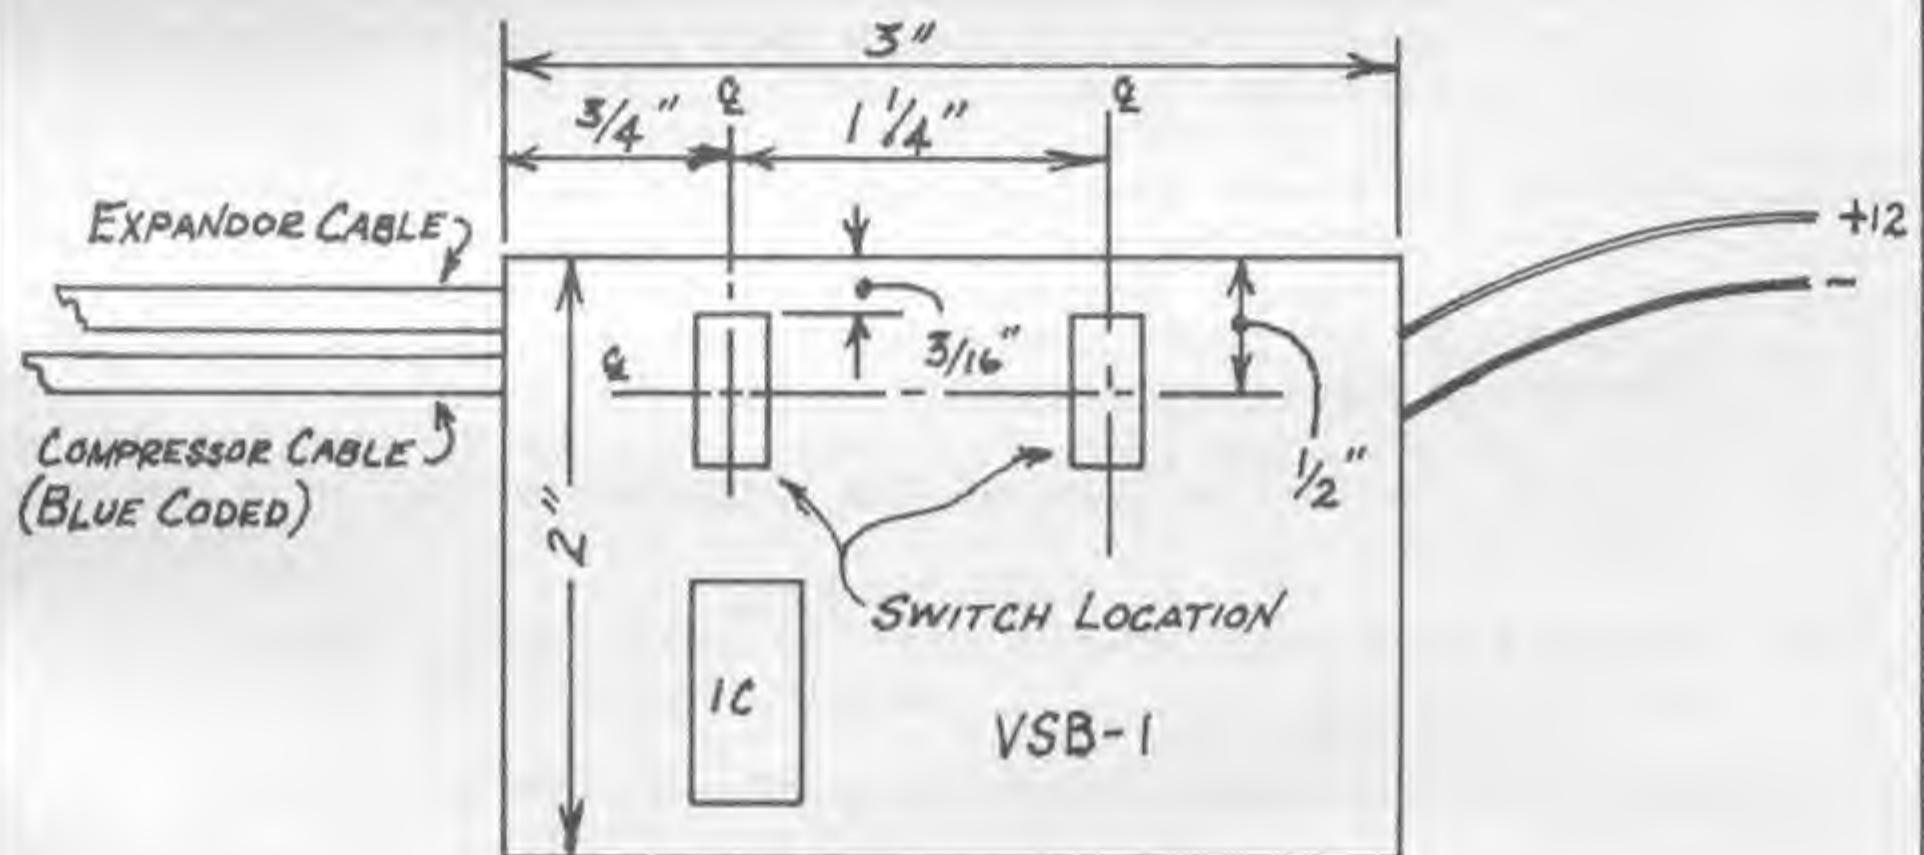 3"
3/4"
℄
1 1/4"
℄
EXPANDOR CABLE
+12
-
3/16"
℄
COMPRESSOR CABLE
(BLUE CODED)
1/2"
2"
SWITCH LOCATION
IC
VSB-1